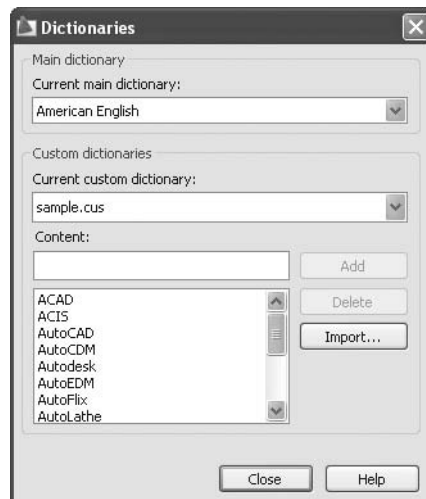 Dictionaries
Main dictionary
Current main dictionary:
American English
Custom dictionaries
Current custom dictionary:
sample.cus
Content:
Add
ACAD
ACIS
AutoCAD
AutoCDM
Autodesk
AutoEDM
AutoFlix
AutoLathe
Delete
Import...
Close
Help